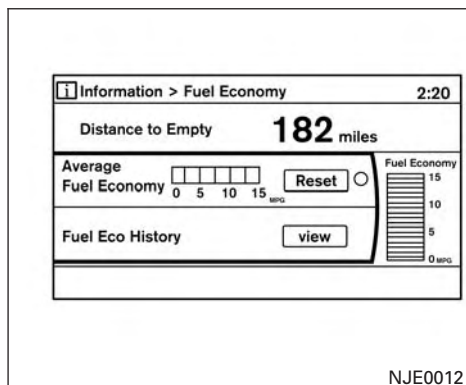 i Information > Fuel Economy 2:20
Distance to Empty 182 miles
Average
Fuel Economy
0 5 10 15 MPG
Reset
Fuel Economy
15
10
5
0 MPG
Fuel Eco History view
NJE0012